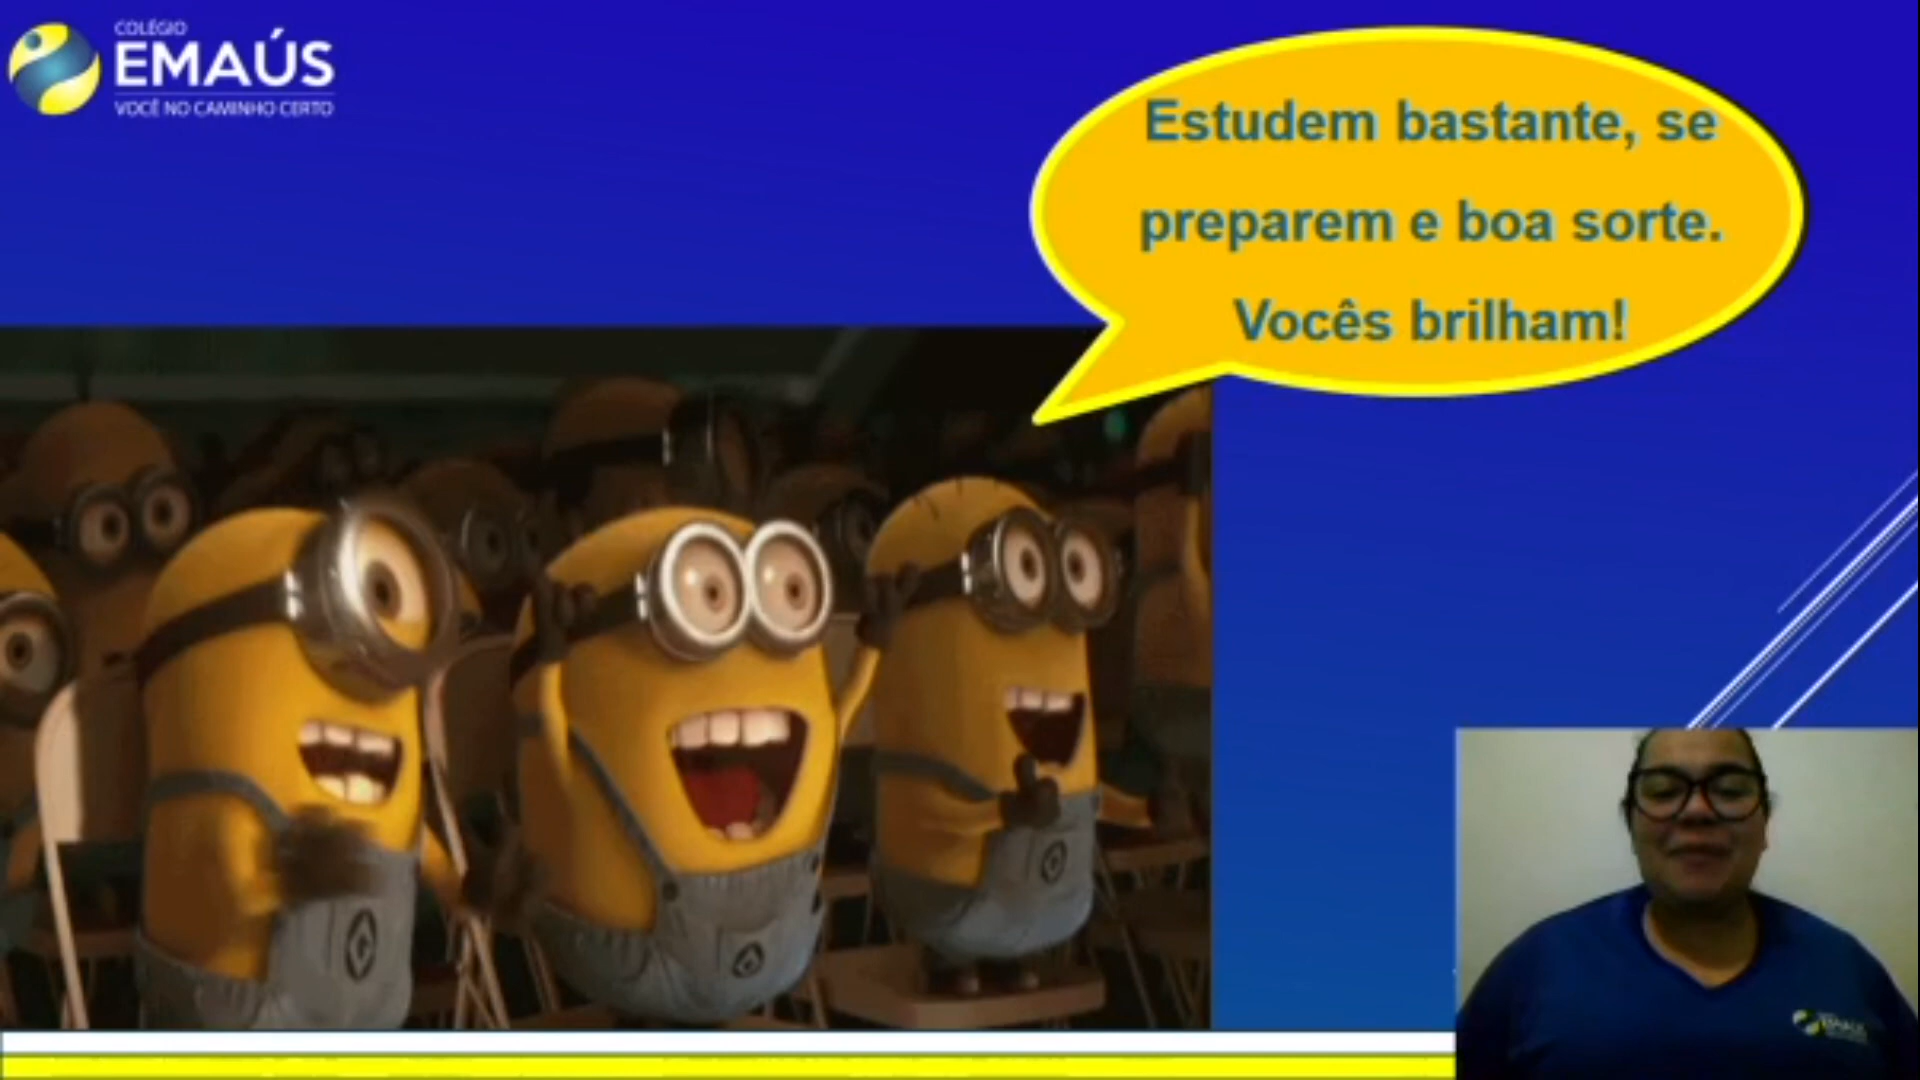 COLÉGIO
EMAÚS
VOCÊ NO CAMINHO CERTO
Estudem bastante, se
preparem e boa sorte.
Vocês brilham!